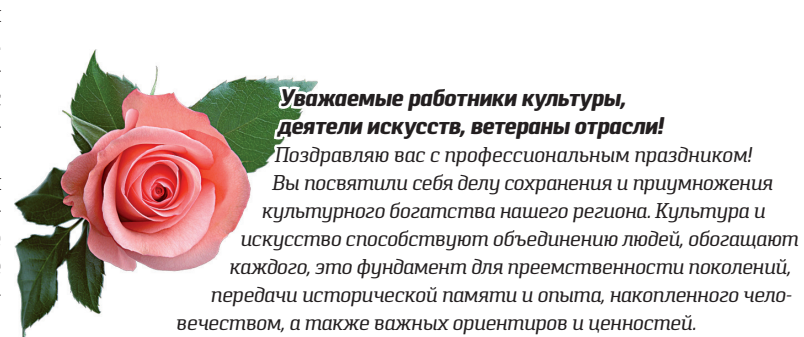 Уважаемые работники культуры,
деятели искусств, ветераны отрасли!
Поздравляю вас с профессиональным праздником!
Вы посвятили себя делу сохранения и приумножения
культурного богатства нашего региона. Культура и
искусство способствуют объединению людей, обогащают
каждого, это фундамент для преемственности поколений,
передачи исторической памяти и опыта, накопленного чело-
вечеством, а также важных ориентиров и ценностей.